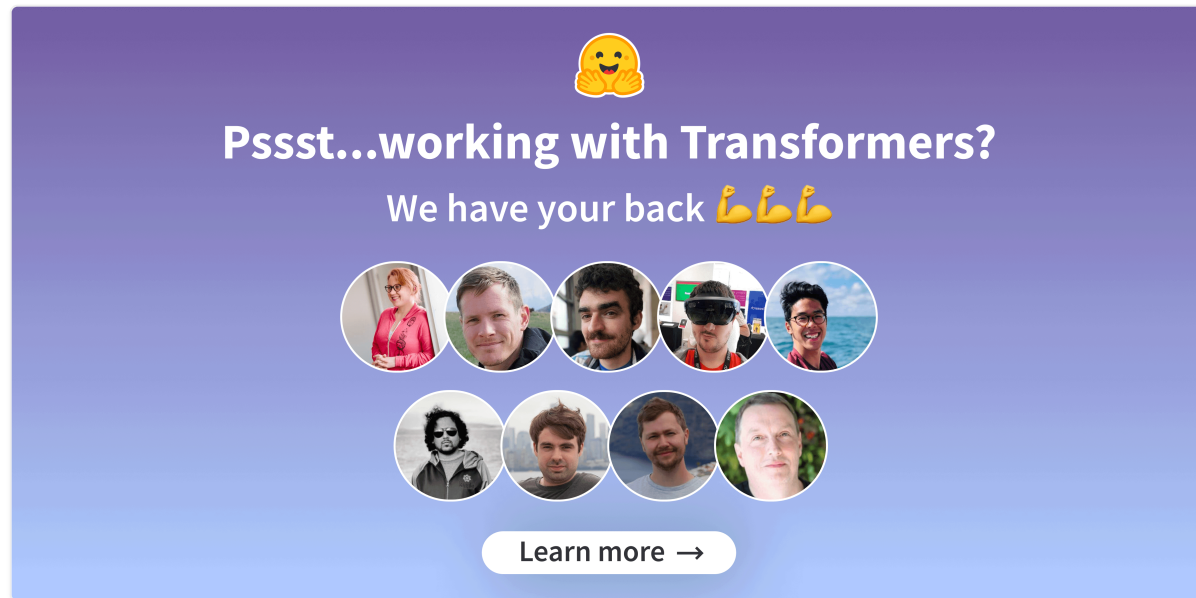 Pssst...working with Transformers?
We have your back 💪💪💪
Learn more →